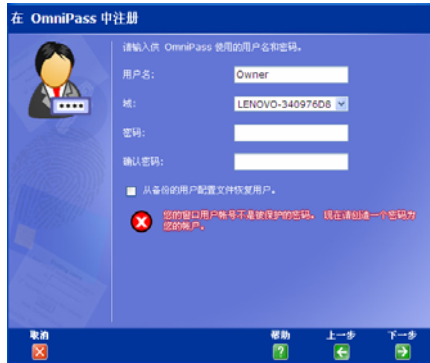 在 OmniPass 中注册
请输入供 OmniPass 使用的用户名和密码。
用户名:
Owner
域:
LENOVO-340976D8
密码:
确认密码:
从备份的用户配置文件恢复用户。
您的窗口用户帐号不是被保护的密码。 现在请创造一个密码为
您的帐户。
取消
帮助
上一步
下一步